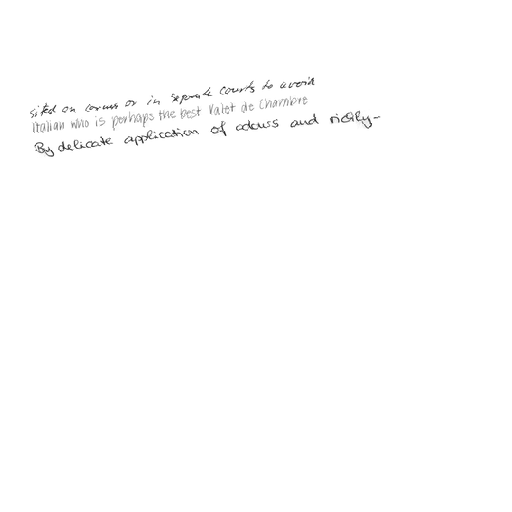 sited on corners or in separate courts to avoid
Italian who is perhaps the best Valet de Chambre
By delicate application of colours and richly-